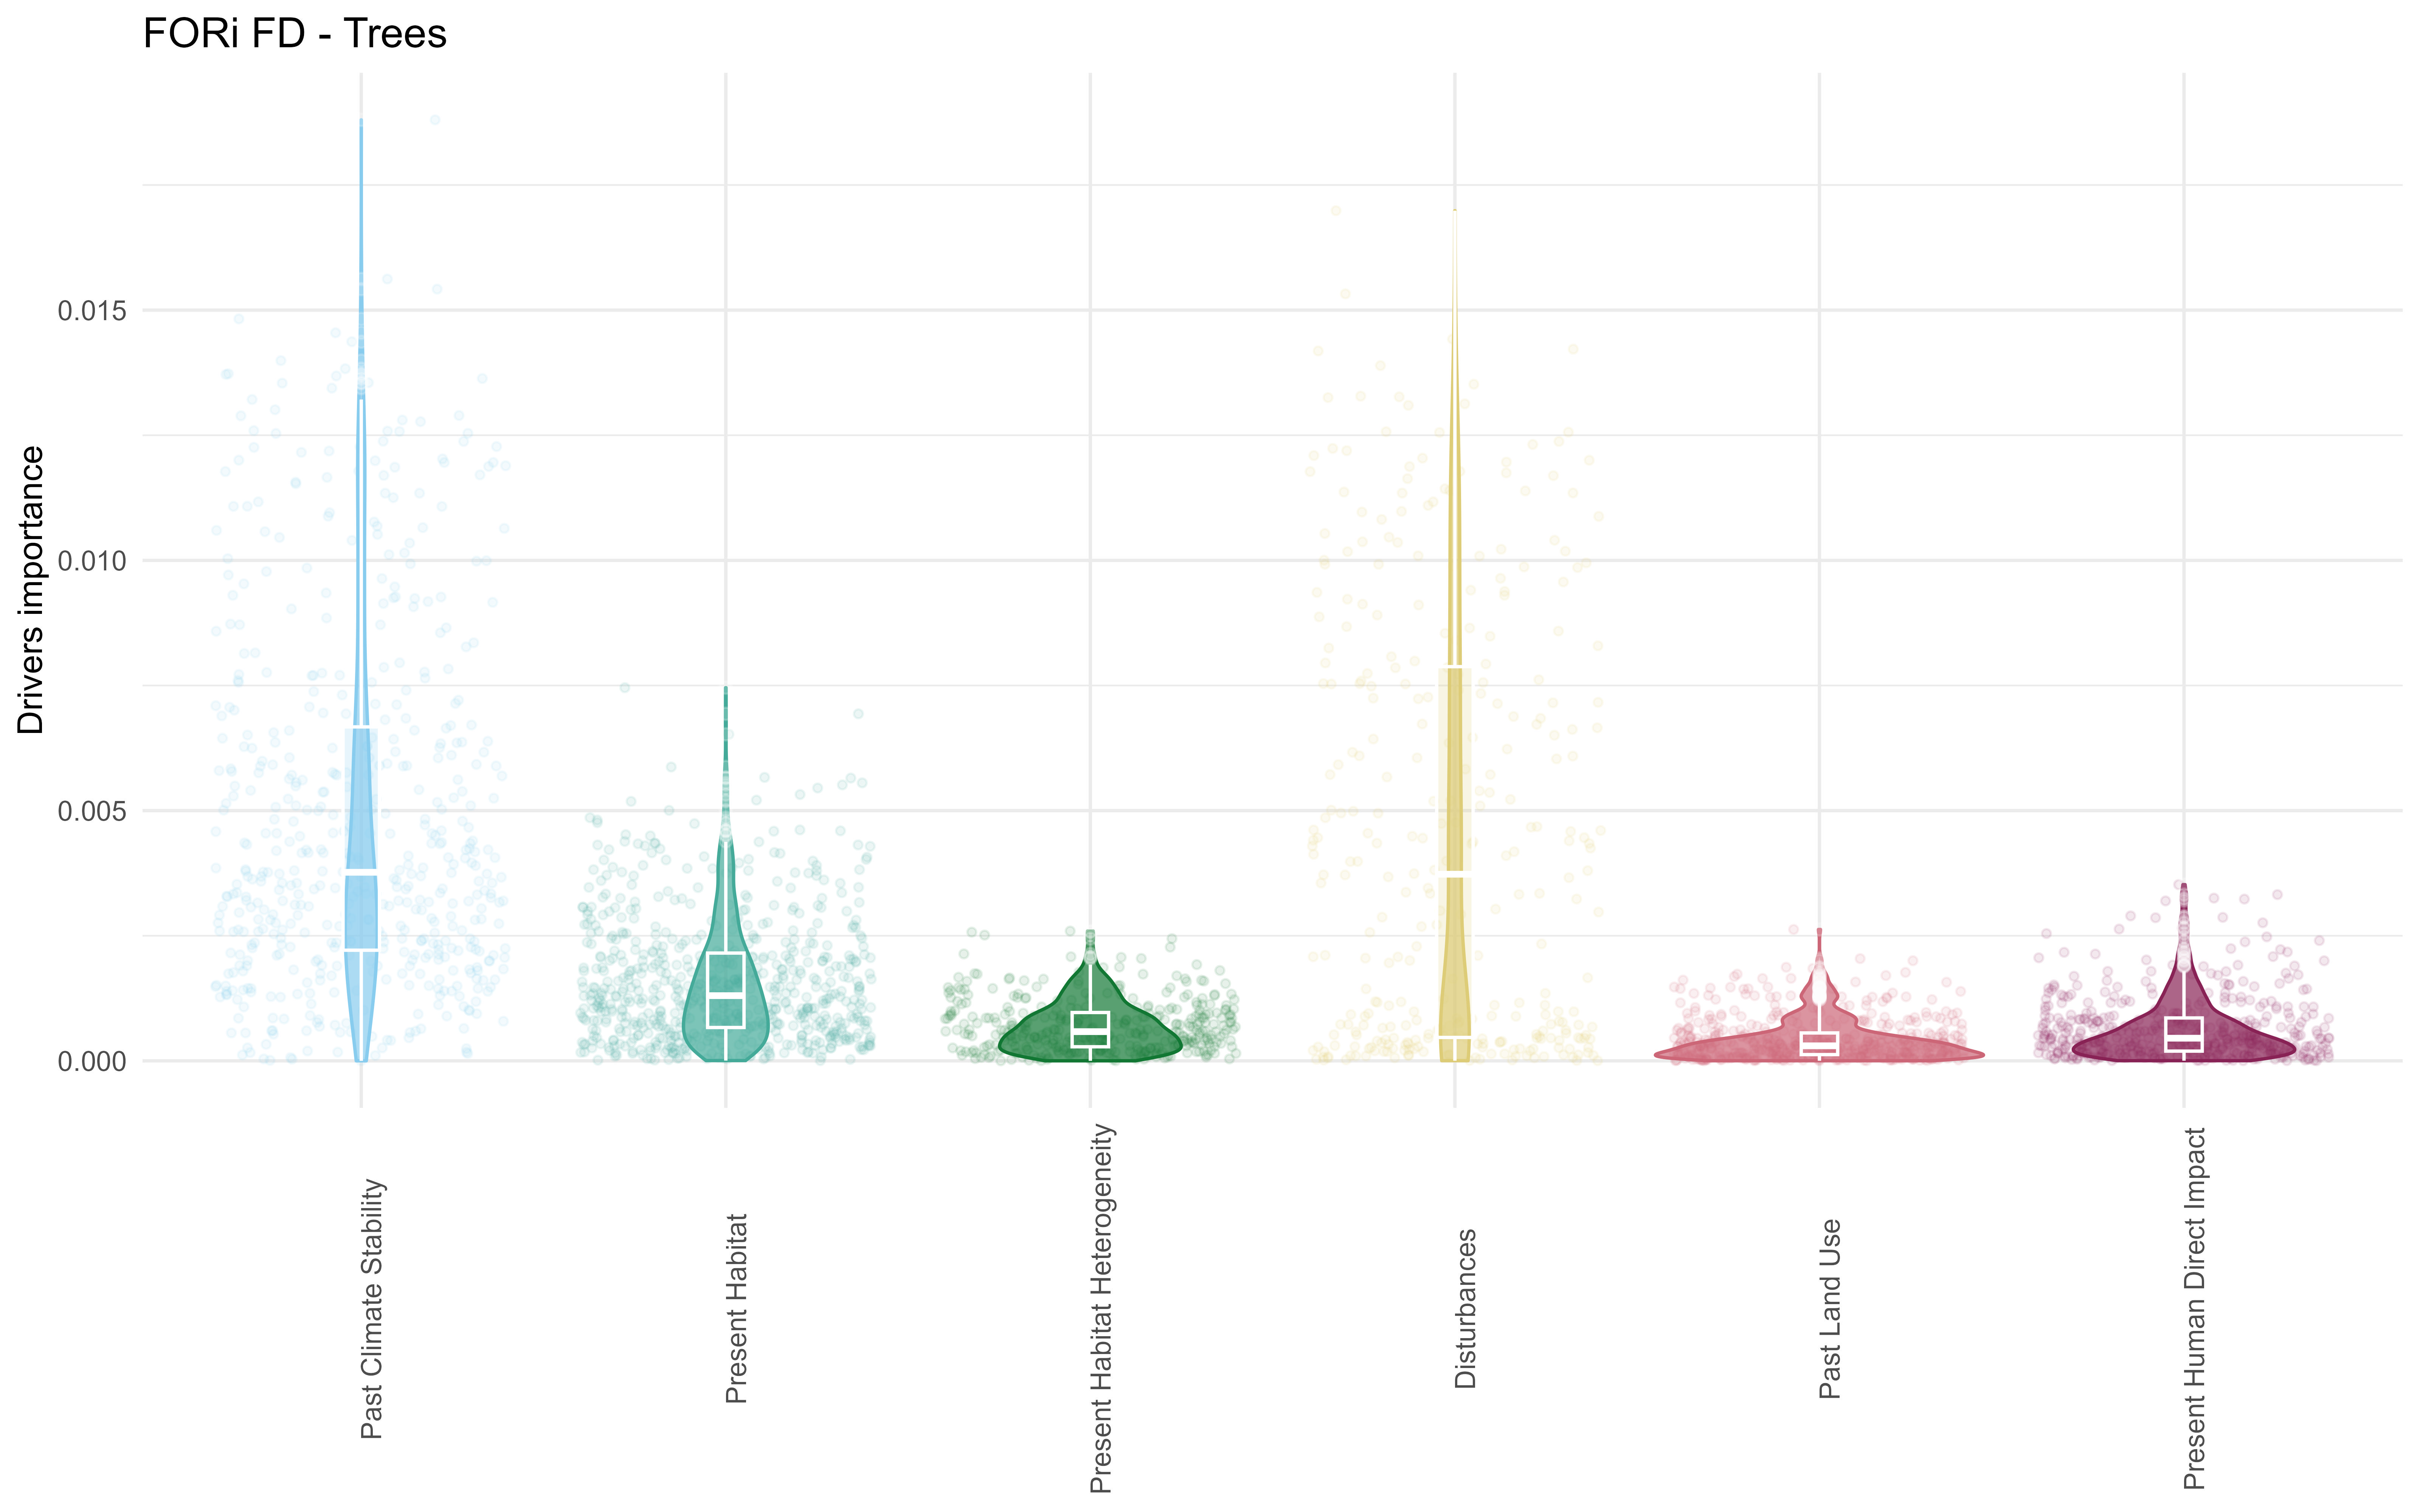 FORi FD - Trees
Drivers importance
0.015
0.010
0.005
0.000
Past Climate Stability
Present Habitat
Present Habitat Heterogeneity
Disturbances
Past Land Use
Present Human Direct Impact